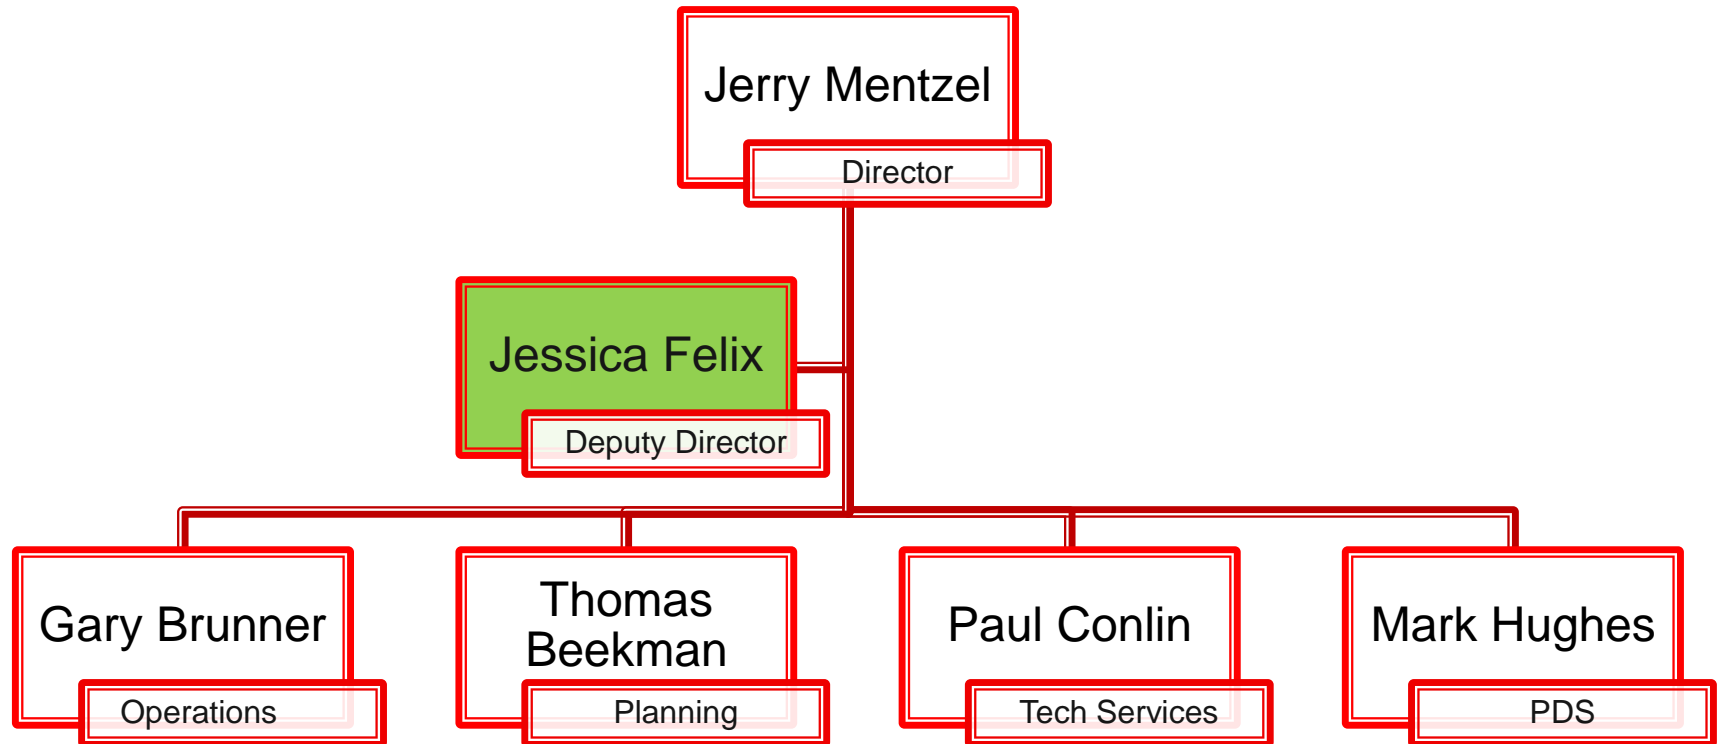 Jerry Mentzel
Director
Jessica Felix
Deputy Director
Gary Brunner
Operations
Thomas
Beekman
Planning
Paul Conlin
Tech Services
Mark Hughes
PDS